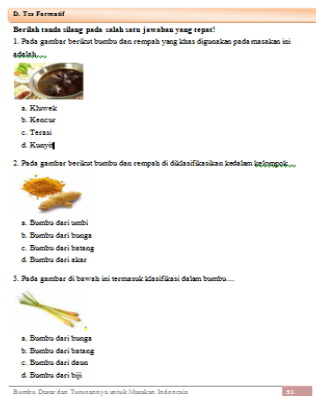 D. Tes Formatif
Berilah tanda silang pada salah satu jawaban yang tepat!
1. Pada gambar berikut bumbu dan rempah yang khas digunakan pada masakan ini
adalah....
a. Kluwek
b. Kencur
c. Terasi
d. Kunyit
2. Pada gambar berikut bumbu dan rempah di diklasifikasikan kedalam kelompok....
a. Bumbu dari umbi
b. Bumbu dari bunga
c. Bumbu dari batang
d. Bumbu dari akar
3. Pada gambar di bawah ini termasuk klasifikasi dalam bumbu....
a. Bumbu dari bunga
b. Bumbu dari batang
c. Bumbu dari daun
d. Bumbu dari biji
Bumbu Dasar dan Turunannya untuk Masakan Indonesia 51